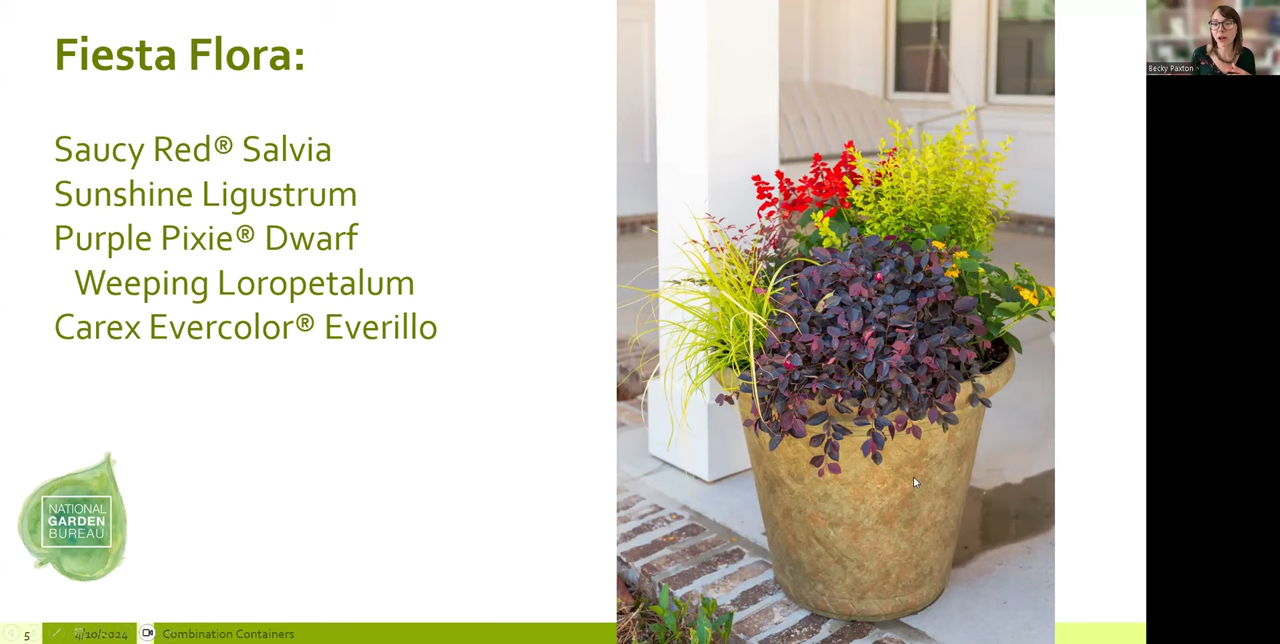 Fiesta Flora:
Saucy Red® Salvia
Sunshine Ligustrum
Purple Pixie® Dwarf
Weeping Loropetalum
Carex Evercolor® Everillo
NATIONAL
GARDEN
BUREAU
5
4/10/2024
Combination Containers
Becky Paxton